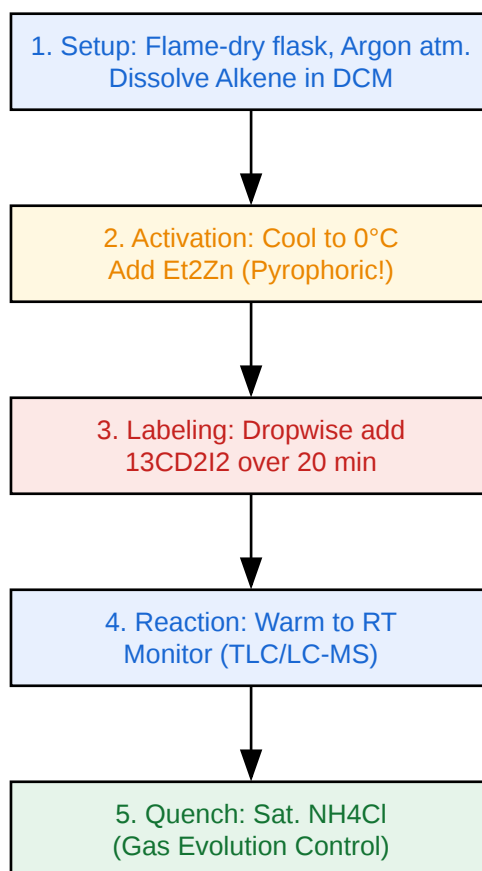 1. Setup: Flame-dry flask, Argon atm.
Dissolve Alkene in DCM
2. Activation: Cool to 0°C
Add Et2Zn (Pyrophoric!)
3. Labeling: Dropwise add
13CD2I2 over 20 min
4. Reaction: Warm to RT
Monitor (TLC/LC-MS)
5. Quench: Sat. NH4Cl
(Gas Evolution Control)